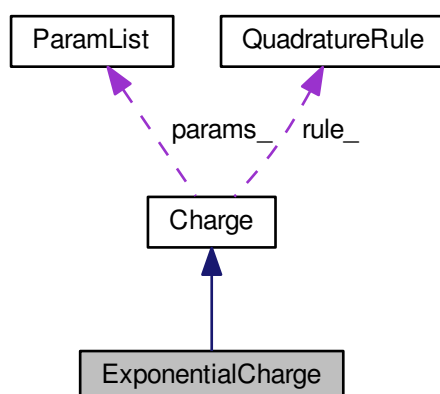 ParamList
QuadratureRule
params_
rule_
Charge
ExponentialCharge